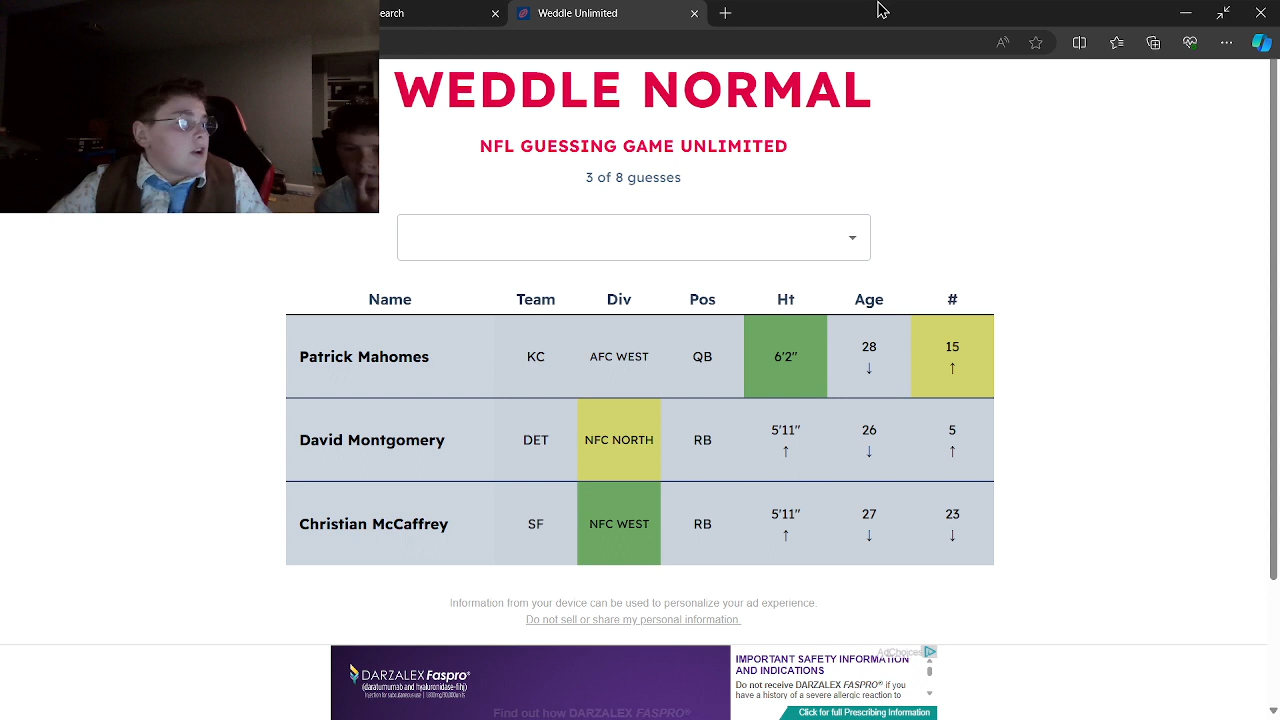 earch
WEDDLE NORMAL
NFL GUESSING GAME UNLIMITED
3 of 8 guesses
Name Team Div Pos Ht Age #
Patrick Mahomes KC AFC WEST QB 6'2" 28 ↓ 15 ↑
David Montgomery DET NFC NORTH RB 5'11" ↑ 26 ↓ 5 ↑
Christian McCaffrey SF NFC WEST RB 5'11" ↑ 27 ↓ 23 ↓
Information from your device can be used to personalize your ad experience.
Do not sell or share my personal information.
AdChoices
DARZALEX Faspro®
(daratumumab and hyaluronidase-fihj)
Find out how DARZALEX FASPRO®
IMPORTANT SAFETY INFORMATION
AND INDICATIONS
Do not receive DARZALEX FASPRO® if you
have a history of a severe allergic reaction to
Click for full Prescribing Information